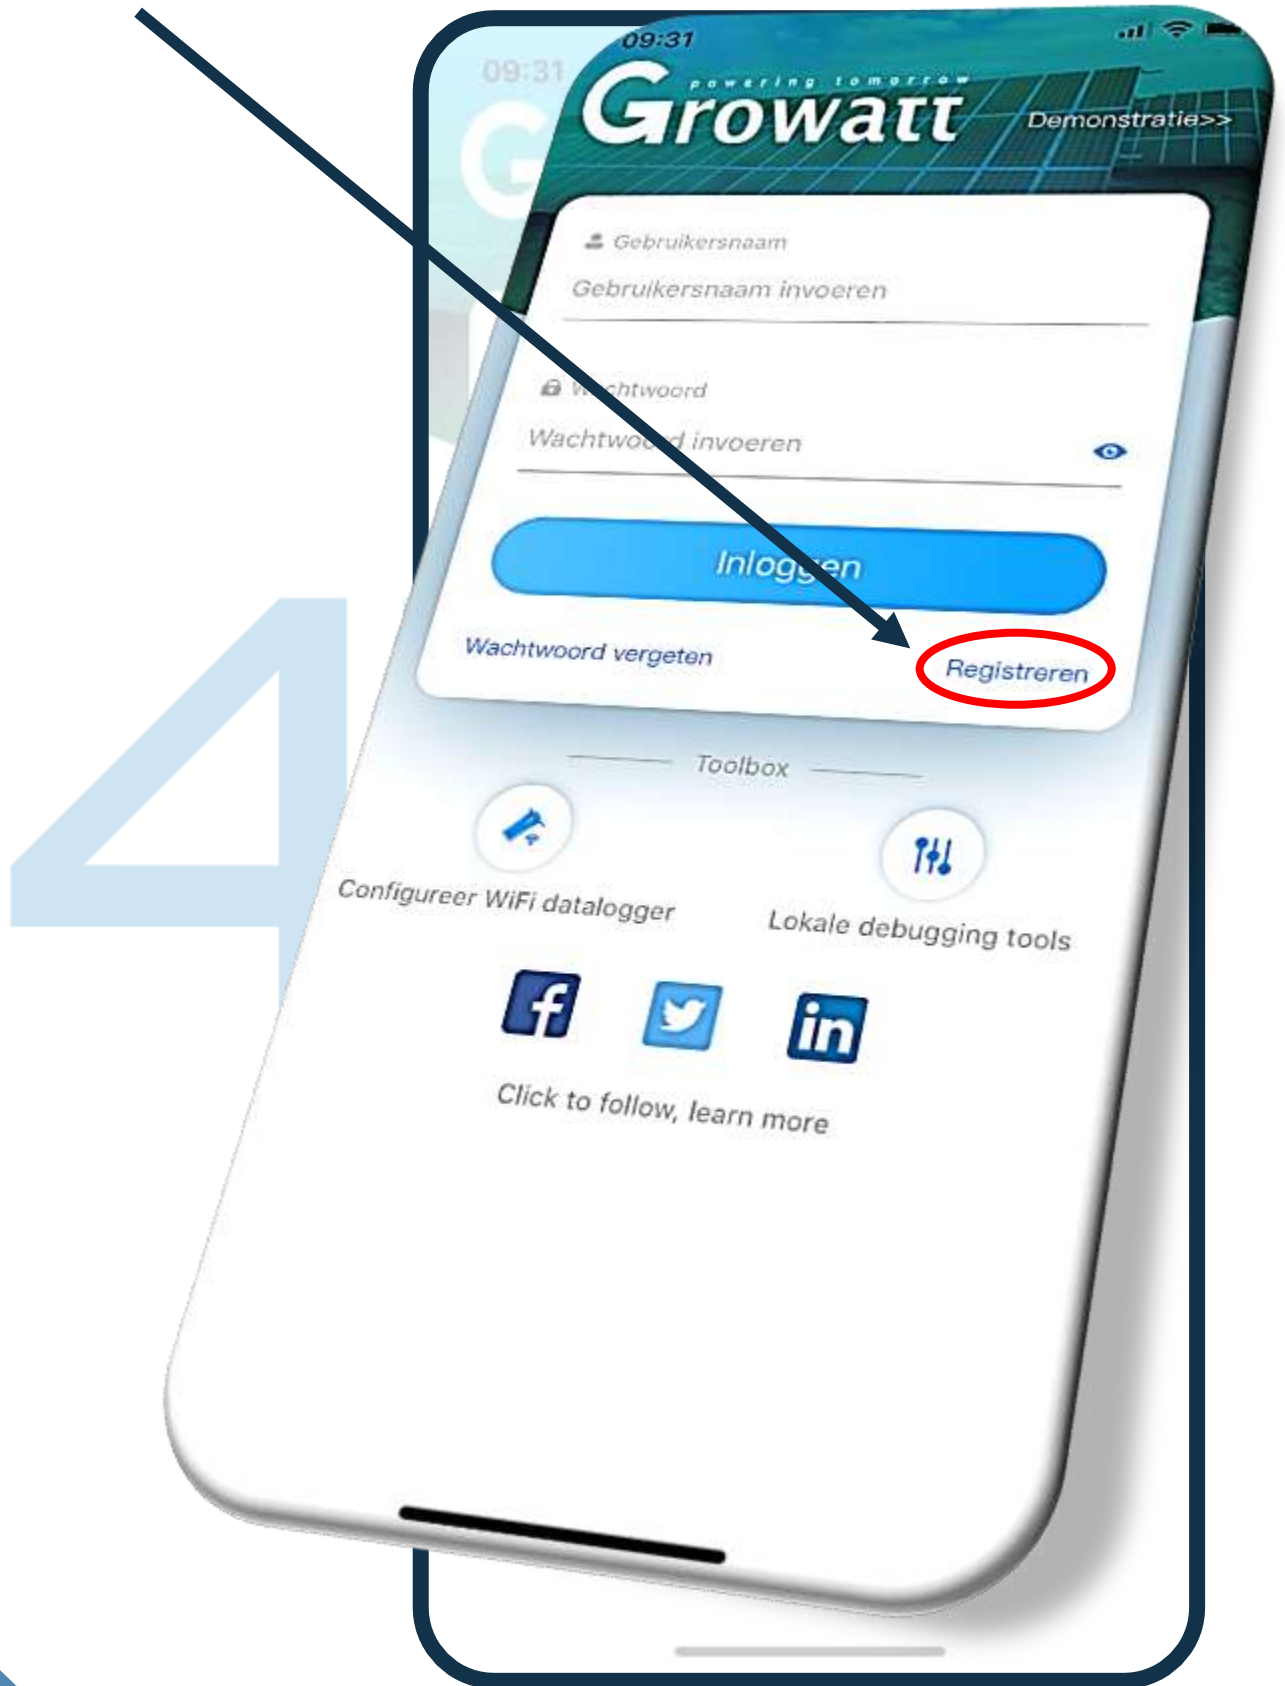 4
09:31
09:31
G
powering tomorrow
Growatt
Demonstratie>>
Gebruikersnaam
Gebruikersnaam invoeren
Wachtwoord
Wachtwoord invoeren
Inloggen
Wachtwoord vergeten
Registreren
Toolbox
Configureer WiFi datalogger
Lokale debugging tools
f
in
Click to follow, learn more